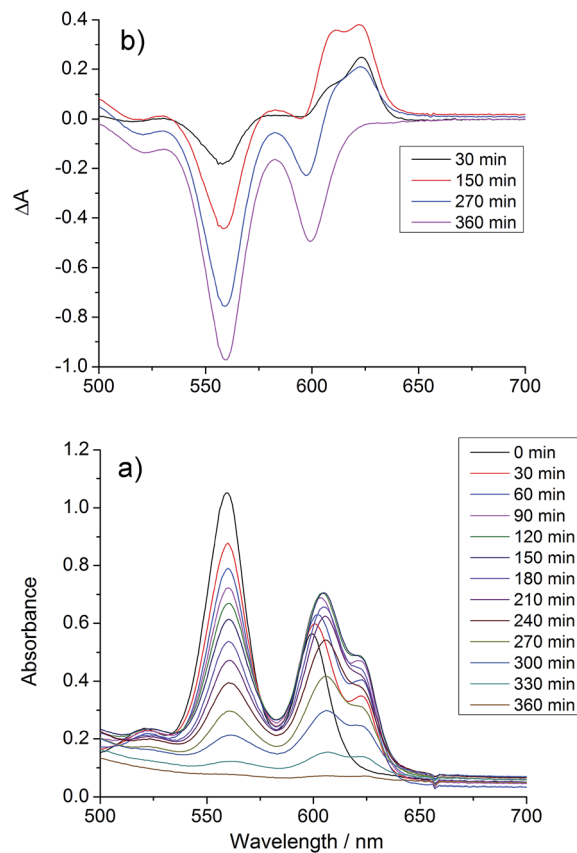 b)
0.4
0.2
0.0
-0.2
-0.4
-0.6
-0.8
-1.0
ΔA
30 min
150 min
270 min
360 min
500
550
600
650
700
a)
1.2
1.0
0.8
0.6
0.4
0.2
0.0
Absorbance
0 min
30 min
60 min
90 min
120 min
150 min
180 min
210 min
240 min
270 min
300 min
330 min
360 min
500
550
600
650
700
Wavelength / nm